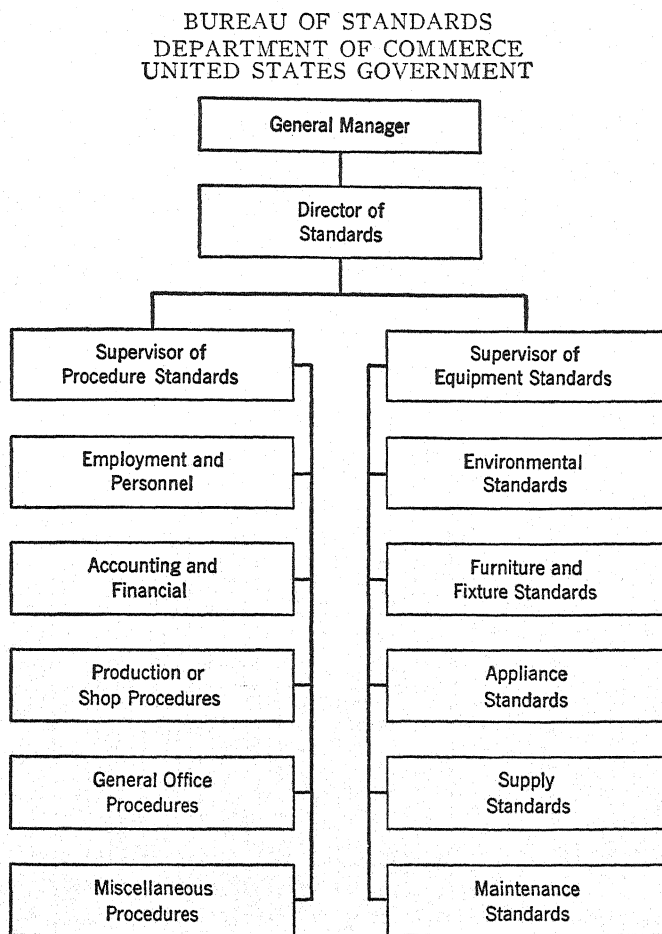 BUREAU OF STANDARDS
DEPARTMENT OF COMMERCE
UNITED STATES GOVERNMENT
General Manager
Director of
Standards
Supervisor of
Procedure Standards
Employment and
Personnel
Accounting and
Financial
Production or
Shop Procedures
General Office
Procedures
Miscellaneous
Procedures
Supervisor of
Equipment Standards
Environmental
Standards
Furniture and
Fixture Standards
Appliance
Standards
Supply
Standards
Maintenance
Standards